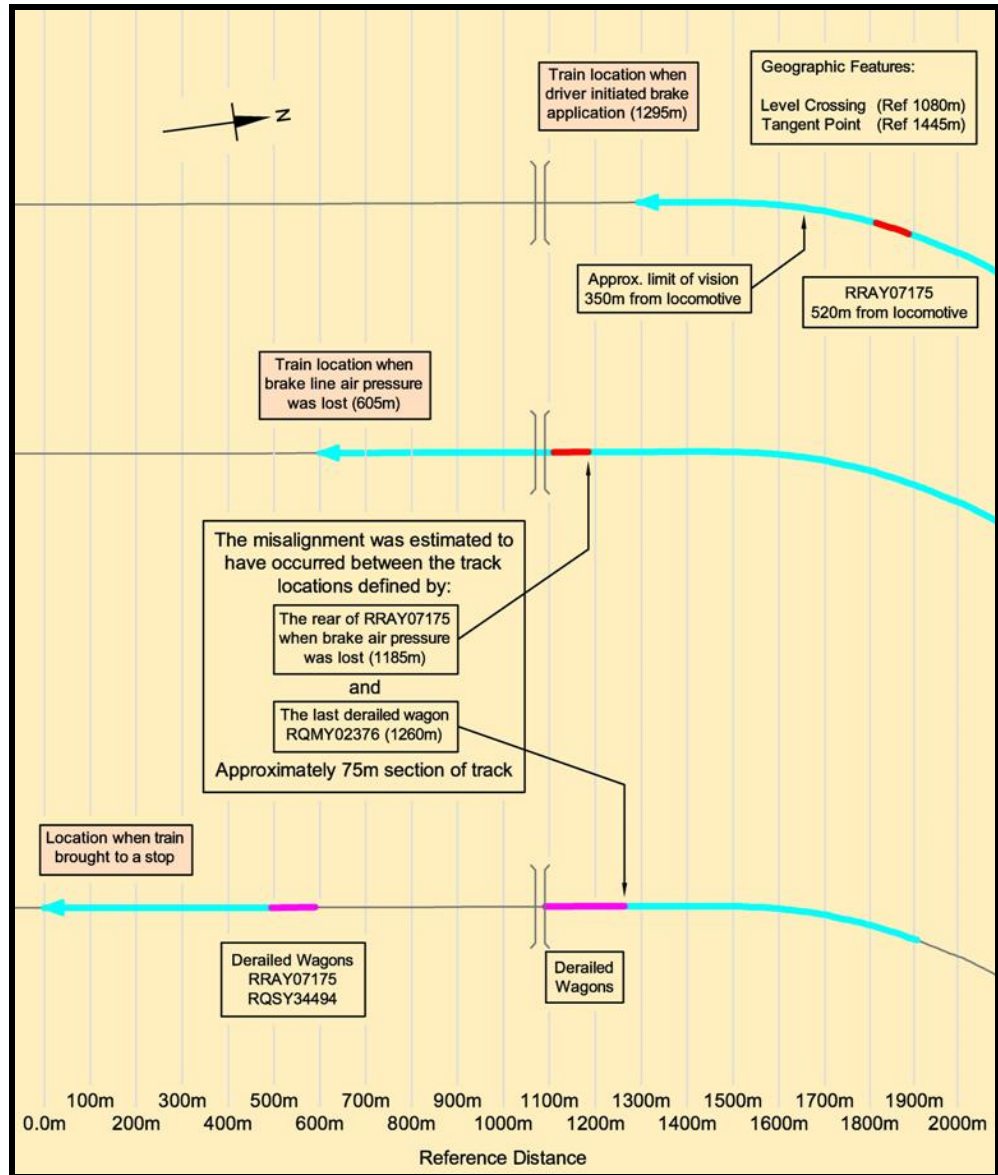 Train location when
driver initiated brake
application (1295m)
Geographic Features:
Level Crossing (Ref 1080m)
Tangent Point (Ref 1445m)
N
Approx. limit of vision
350m from locomotive
RRAY07175
520m from locomotive
Train location when
brake line air pressure
was lost (605m)
The misalignment was estimated to
have occurred between the track
locations defined by:
The rear of RRAY07175
when brake air pressure
was lost (1185m)
and
The last derailed wagon
RQMY02376 (1260m)
Approximately 75m section of track
Location when train
brought to a stop
Derailed Wagons
RRAY07175
RQSY34494
Derailed
Wagons
100m 300m 500m 700m 900m 1100m 1300m 1500m 1700m 1900m
0.0m 200m 400m 600m 800m 1000m 1200m 1400m 1600m 1800m 2000m
Reference Distance